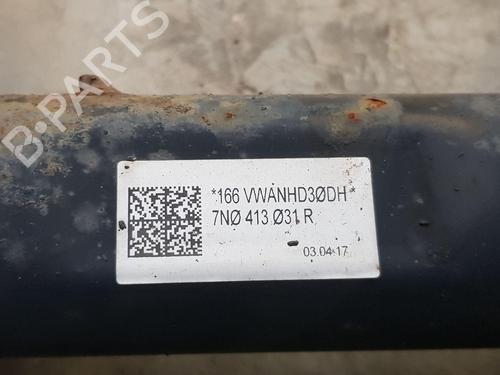 B-PARTS
*166 VWANHD3ØDH*
7NØ 413 Ø31 R
03.04.17